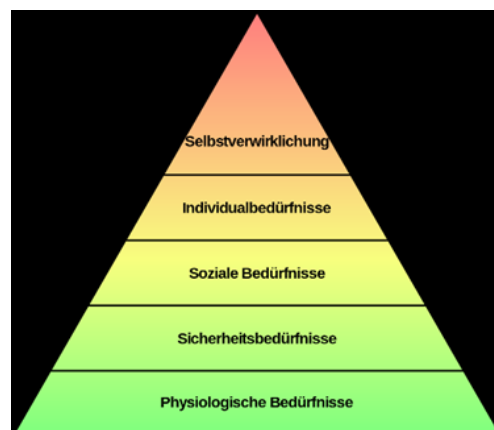 Selbstverwirklichung
Individualbedürfnisse
Soziale Bedürfnisse
Sicherheitsbedürfnisse
Physiologische Bedürfnisse